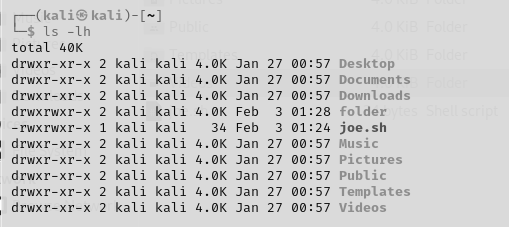 ┌──(kali㉿kali)-[~]
└─$ ls -lh
total 40K
drwxr-xr-x 2 kali kali 4.0K Jan 27 00:57 Desktop
drwxr-xr-x 2 kali kali 4.0K Jan 27 00:57 Documents
drwxr-xr-x 2 kali kali 4.0K Jan 27 00:57 Downloads
drwxrwxr-x 2 kali kali 4.0K Feb  3 01:28 folder
-rwxrwxr-x 1 kali kali   34 Feb  3 01:24 joe.sh
drwxr-xr-x 2 kali kali 4.0K Jan 27 00:57 Music
drwxr-xr-x 2 kali kali 4.0K Jan 27 00:57 Pictures
drwxr-xr-x 2 kali kali 4.0K Jan 27 00:57 Public
drwxr-xr-x 2 kali kali 4.0K Jan 27 00:57 Templates
drwxr-xr-x 2 kali kali 4.0K Jan 27 00:57 Videos